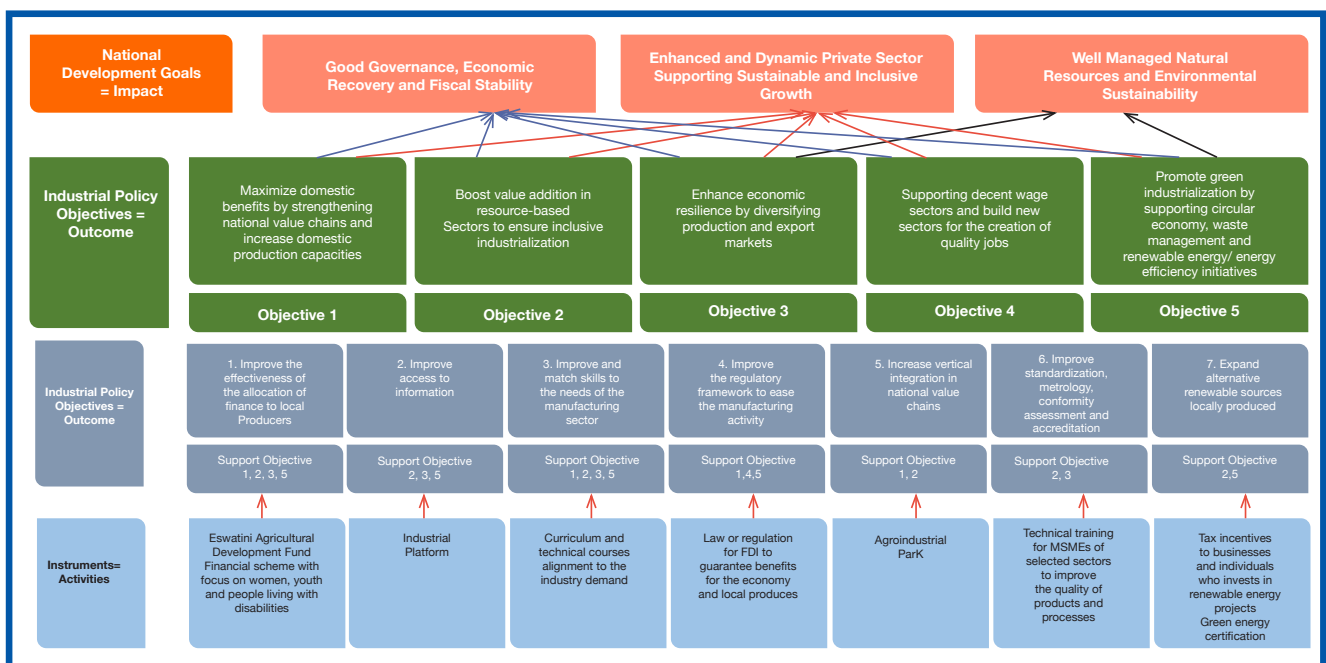 National
Development Goals
= Impact
Good Governance, Economic
Recovery and Fiscal Stability
Enhanced and Dynamic Private Sector
Supporting Sustainable and Inclusive
Growth
Well Managed Natural
Resources and Environmental
Sustainability
Industrial Policy
Objectives =
Outcome
Maximize domestic
benefits by strengthening
national value chains and
increase domestic
production capacities
Boost value addition in
resource-based
Sectors to ensure inclusive
industrialization
Enhance economic
resilience by diversifying
production and export
markets
Supporting decent wage
sectors and build new
sectors for the creation of
quality jobs
Promote green
industrialization by
supporting circular
economy, waste
management and
renewable energy/ energy
efficiency initiatives
Objective 1
Objective 2
Objective 3
Objective 4
Objective 5
Industrial Policy
Objectives =
Outcome
1. Improve the
effectiveness of
the allocation of
finance to local
Producers
2. Improve
access to
information
3. Improve and
match skills to
the needs of the
manufacturing
sector
4. Improve
the regulatory
framework to ease
the manufacturing
activity
5. Increase vertical
integration in
national value
chains
6. Improve
standardization,
metrology,
conformity
assessment and
accreditation
7. Expand
alternative
renewable sources
locally produced
Support Objective
1, 2, 3, 5
Support Objective
2, 3, 5
Support Objective
1, 2, 3, 5
Support Objective
1,4,5
Support Objective
1, 2
Support Objective
2, 3
Support Objective
2,5
Instruments=
Activities
Eswatini Agricultural
Development Fund
Financial scheme with
focus on women, youth
and people living with
disabilities
Industrial
Platform
Curriculum and
technical courses
alignment to the
industry demand
Law or regulation
for FDI to
guarantee benefits
for the economy
and local produces
Agroindustrial
ParK
Technical training
for MSMEs of
selected sectors
to improve
the quality of
products and
processes
Tax incentives
to businesses
and individuals
who invests in
renewable energy
projects
Green energy
certification